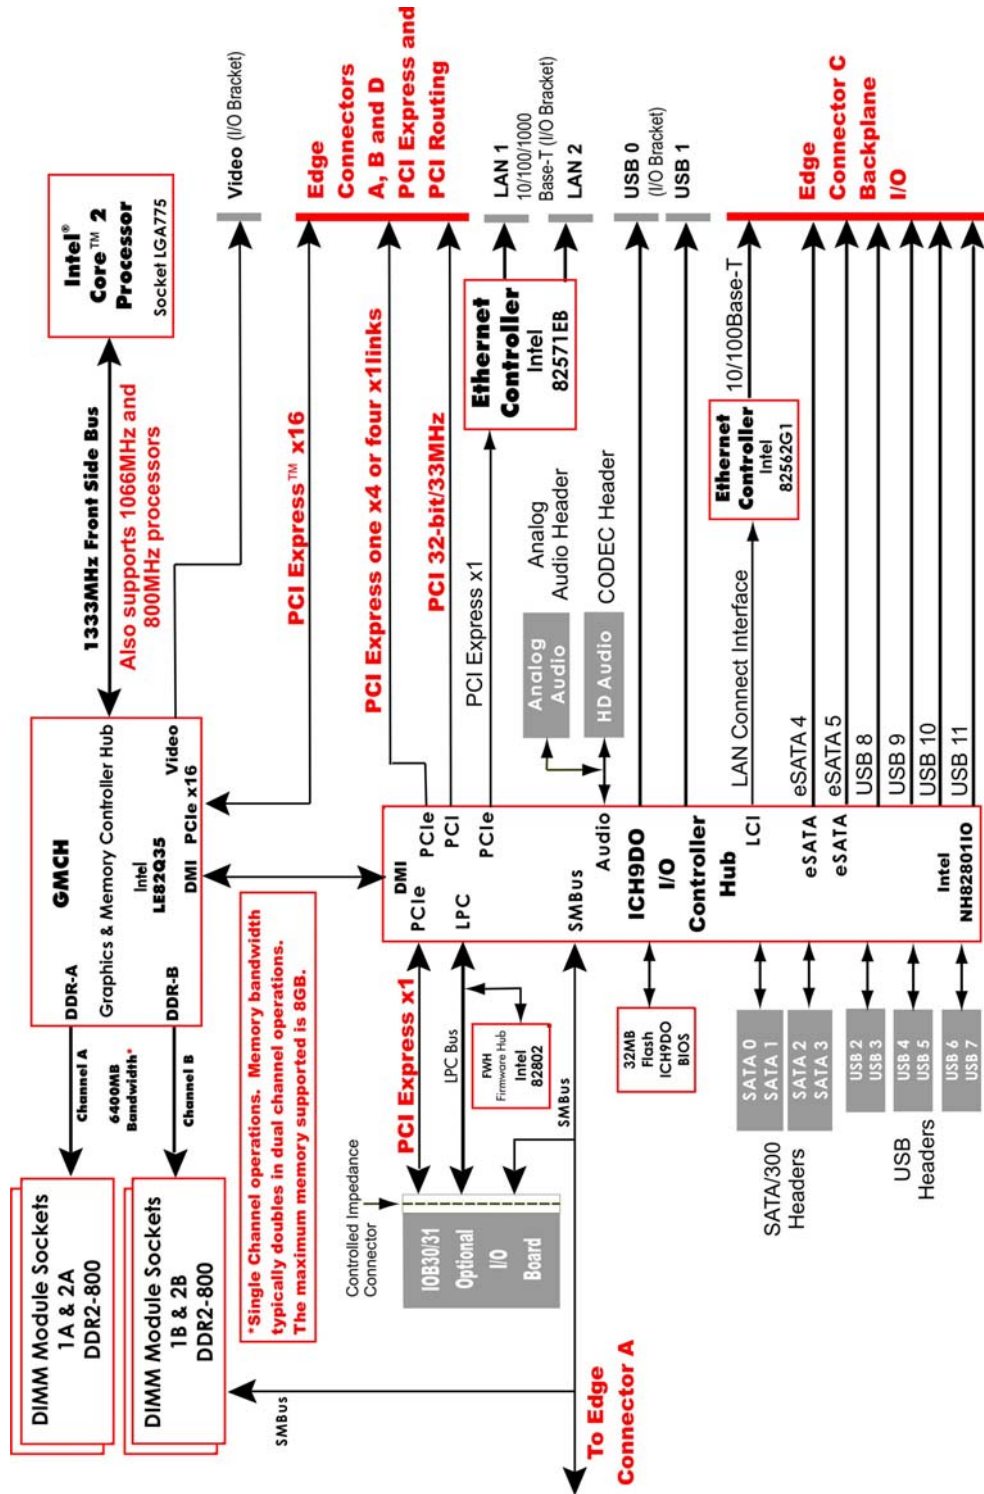 DIMM Module Sockets
1A & 2A
DDR2-800
DIMM Module Sockets
1B & 2B
DDR2-800
Channel A
6400MB
Bandwidth*
Channel B
DDR-A
DDR-B
GMCH
Graphics & Memory Controller Hub
Intel
LE82Q35
DMI
PCIe x16
Video
1333MHz Front Side Bus
Also supports 1066MHz and
800MHz processors
Intel®
Core™ 2
Processor
Socket LGA775
Video (I/O Bracket)
*Single Channel operations. Memory bandwidth
typically doubles in dual channel operations.
The maximum memory supported is 8GB.
PCI Express™ x16
Edge
Connectors
A, B and D
PCI Express and
PCI Routing
PCI Express one x4 or four x1links
PCI 32-bit/33MHz
PCI Express x1
Ethernet
Controller
Intel
82571EB
LAN 1
10/100/1000
Base-T (I/O Bracket)
LAN 2
Analog
Audio
Analog
Audio Header
HD Audio
CODEC Header
USB 0
(I/O Bracket)
USB 1
DMI
PCIe
LPC
SMBus
PCIe
PCI
PCIe
Audio
ICH9DO
I/O
Controller
Hub
LCI
eSATA
eSATA
Intel
NH82801IO
LAN Connect Interface
Ethernet
Controller
Intel
82562G1
10/100Base-T
eSATA 4
eSATA 5
USB 8
USB 9
USB 10
USB 11
Edge
Connector C
Backplane
I/O
Controlled Impedance
Connector
IOB30/31
Optional
I/O
Board
PCI Express x1
LPC Bus
FWH
Firmware Hub
Intel
82802
SMBus
SMBus
To Edge
Connector A
32MB
Flash
ICH9DO
BIOS
SATA 0
SATA 1
SATA 2
SATA 3
SATA/300
Headers
USB 2
USB 3
USB 4
USB 5
USB 6
USB 7
USB
Headers